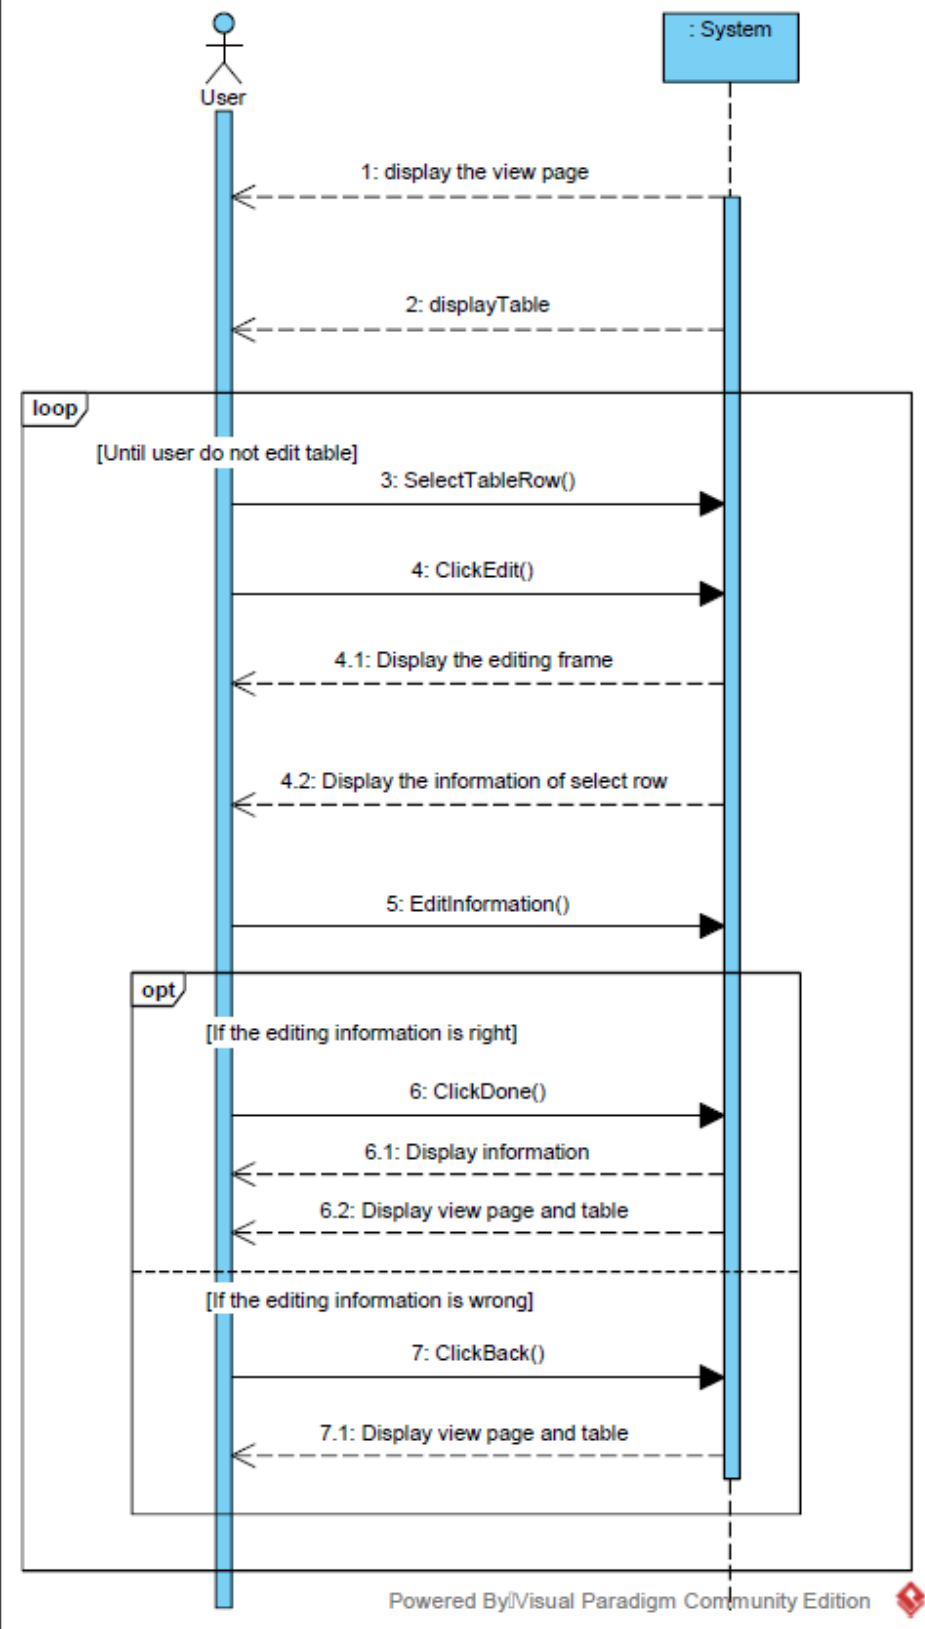 User
: System
1: display the view page
2: displayTable
loop
[Until user do not edit table]
3: SelectTableRow()
4: ClickEdit()
4.1: Display the editing frame
4.2: Display the information of select row
5: EditInformation()
opt
[If the editing information is right]
6: ClickDone()
6.1: Display information
6.2: Display view page and table
[If the editing information is wrong]
7: ClickBack()
7.1: Display view page and table
Powered By Visual Paradigm Community Edition